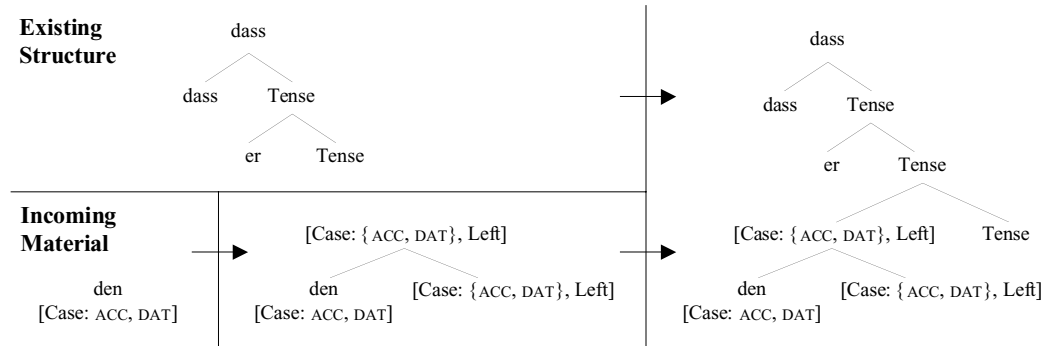 Existing
Structure
dass
dass Tense
er Tense
Incoming
Material
den
[Case: ACC, DAT]
[Case: {ACC, DAT}, Left]
den [Case: {ACC, DAT}, Left]
[Case: ACC, DAT]
dass
dass Tense
er Tense
[Case: {ACC, DAT}, Left] Tense
den [Case: {ACC, DAT}, Left]
[Case: ACC, DAT]